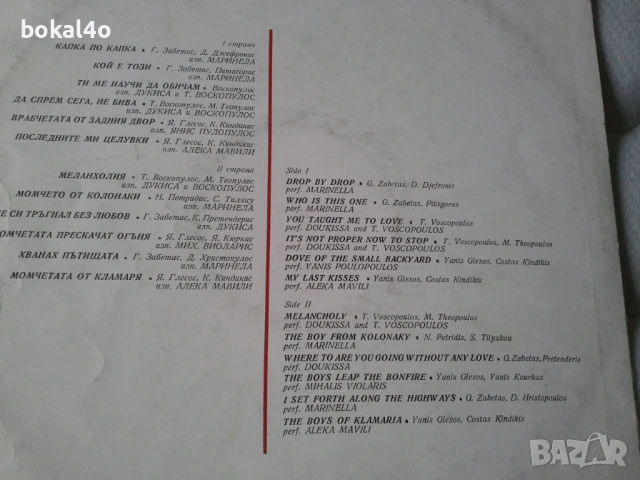 bokal4o
I страна
КАПКА ПО КАПКА • Г. Забетас, Д. Джефронис
изп. МАРИНЕЛА
КОЙ Е ТОЗИ • Г. Забетас, Питагорас
изп. МАРИНЕЛА
ТИ МЕ НАУЧИ ДА ОБИЧАМ • Воскопулос
изп. ДУКИСА и Т. ВОСКОПУЛОС
ДА СПРЕМ СЕГА, НЕ БИВА • Т. Воскопулос, М. Теопулос
изп. ДУКИСА и ВОСКОПУЛОС
ВРАБЧЕТАТА ОТ ЗАДНИЯ ДВОР • Я. Глесос, К. Киндикис
изп. ЯНИС ПУЛОПУЛОС
ПОСЛЕДНИТЕ МИ ЦЕЛУВКИ • Я. Глесос, К. Киндикис
изп. АЛЕКА МАВИЛИ
II страна
МЕЛАНХОЛИЯ • Т. Воскопулос, М. Теопулос
изп. ДУКИСА и ВОСКОПУЛОС
МОМЧЕТО ОТ КОЛОНАКИ • Н. Петридис, С. Тиляку
изп. МАРИНЕЛА
СИ ТРЪГНАЛ БЕЗ ЛЮБОВ • Г. Забетас, К. Претендерис
изп. ДУКИСА
ОМЧЕТАТА ПРЕСКАЧАТ ОГЪНЯ • Я. Глесос, Я. Кюркас
изп. МИХ. ВИОЛАРИС
ХВАНАХ ПЪТИЩАТА • Г. Забетас, Д. Христопулос
изп. МАРИНЕЛА
МОМЧЕТАТА ОТ КЛАМАРЯ • Я. Глесос, К. Киндикис
изп. АЛЕКА МАВИЛИ
Side I
DROP BY DROP • G. Zabetas, D. Djefronis
perf. MARINELLA
WHO IS THIS ONE • G. Zabetas, Pitagoras
perf. MARINELLA
YOU TAUGHT ME TO LOVE • T. Voscopoulos
perf. DOUKISSA and T. VOSCOPOULOS
IT'S NOT PROPER NOW TO STOP • T. Voscopoulos, M. Theopoulos
perf. DOUKISSA and T. VOSCOPOULOS
DOVE OF THE SMALL BACKYARD • Yanis Glesos, Costas Kindikis
perf. YANIS POULOPOULOS
MY LAST KISSES • Yanis Glesos, Costas Kindikis
perf. ALEKA MAVILI
Side II
MELANCHOLY • T. Voscopoulos, M. Theopoulos
perf. DOUKISSA and T. VOSCOPOULOS
THE BOY FROM KOLONAKY • N. Petridis, S. Tilyakou
perf. MARINELLA
WHERE TO ARE YOU GOING WITHOUT ANY LOVE • G. Zabetas, Pretenderis
perf. DOUKISSA
THE BOYS LEAP THE BONFIRE • Yanis Glesos, Yanis Koarkas
perf. MIHALIS VIOLARIS
I SET FORTH ALONG THE HIGHWAYS • G. Zabetas, D. Hristopoulos
perf. MARINELLA
THE BOYS OF KLAMARIA • Yanis Glesos, Costas Kindikis
perf. ALEKA MAVILI
BAZAR